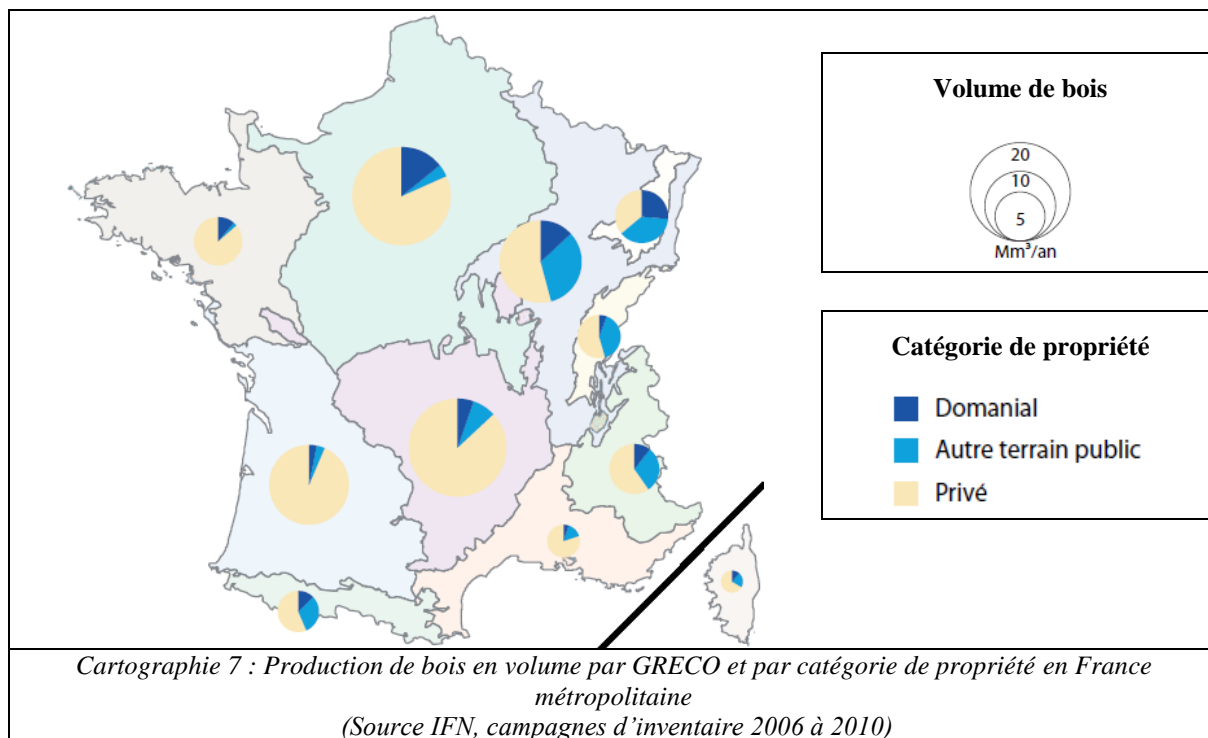 Volume de bois
20
10
5
Mm³/an
Catégorie de propriété
Domanial
Autre terrain public
Privé
Cartographie 7 : Production de bois en volume par GRECO et par catégorie de propriété en France
métropolitaine
(Source IFN, campagnes d'inventaire 2006 à 2010)